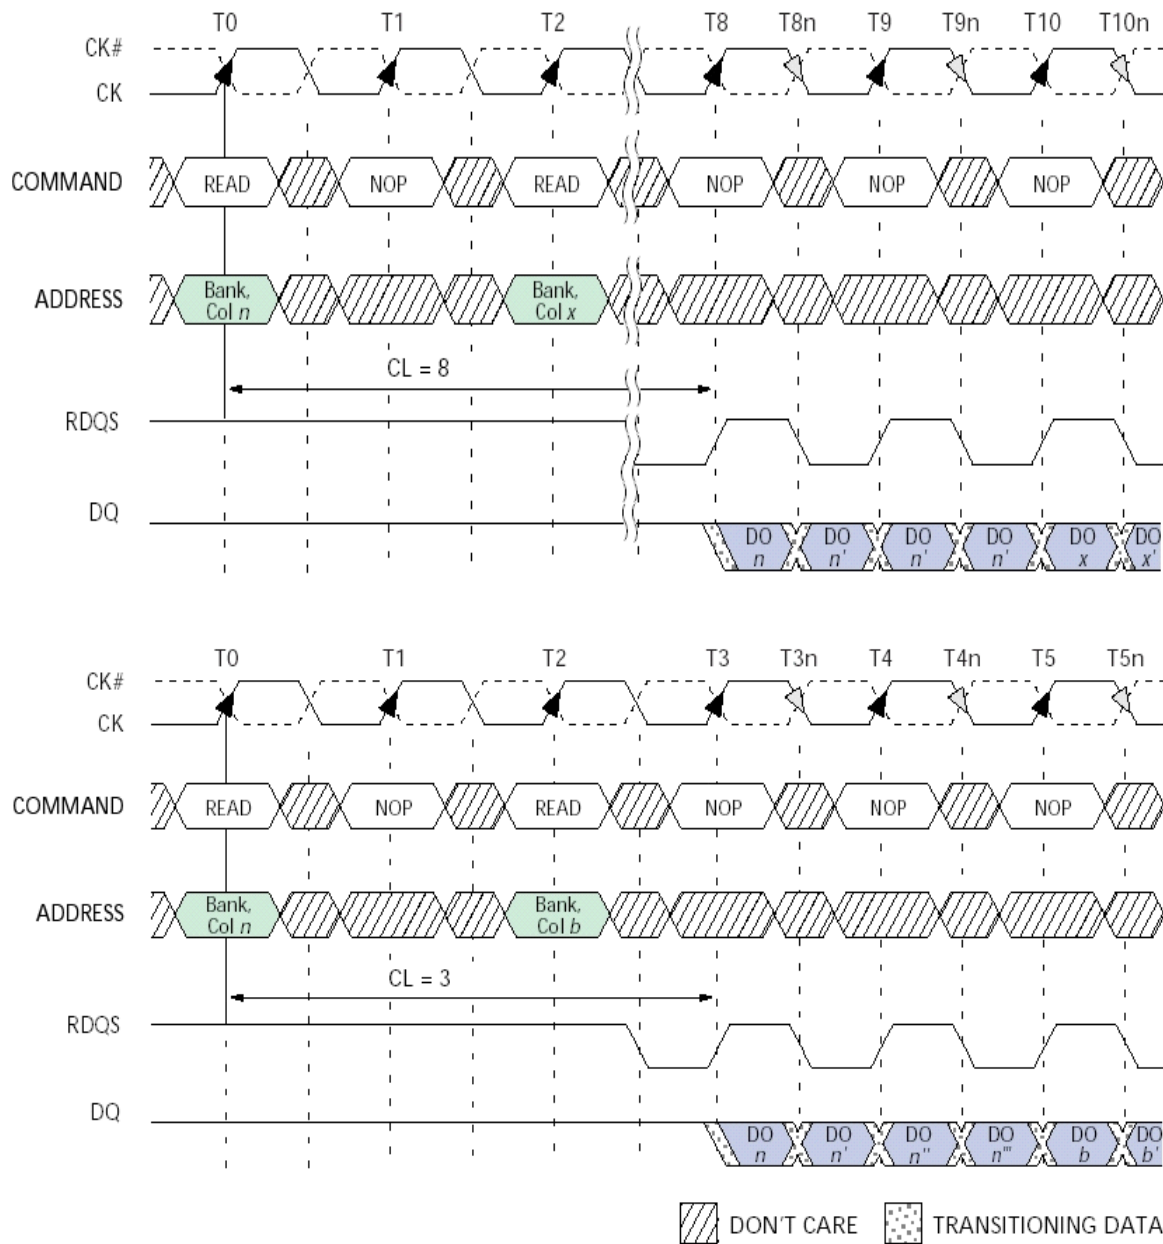 T0 T1 T2 T8 T8n T9 T9n T10 T10n
CK#
CK
COMMAND READ NOP READ NOP NOP NOP
ADDRESS Bank, Col n Bank, Col x
CL = 8
RDQS
DQ
DO n DO n' DO n' DO n' DO x DO x'
T0 T1 T2 T3 T3n T4 T4n T5 T5n
CK#
CK
COMMAND READ NOP READ NOP NOP NOP
ADDRESS Bank, Col n Bank, Col b
CL = 3
RDQS
DQ
DO n DO n' DO n'' DO n''' DO b DO b'
DON'T CARE TRANSITIONING DATA